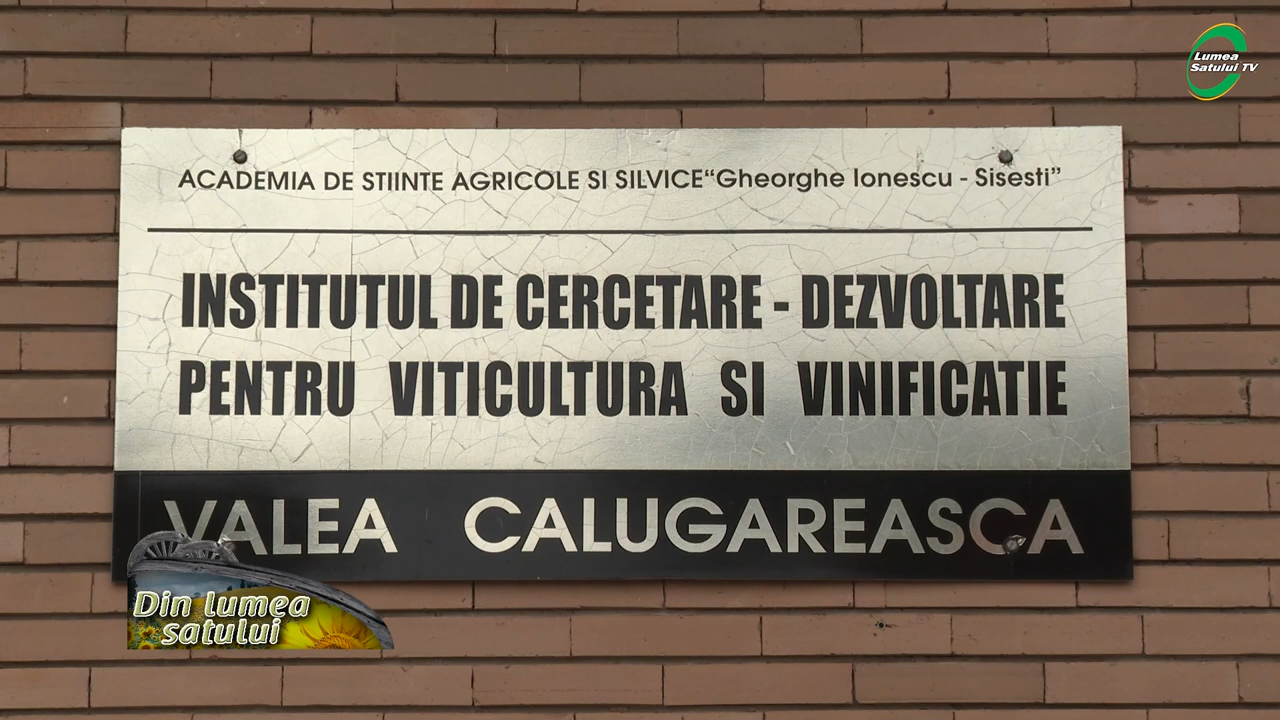 Lumea
Satului TV
ACADEMIA DE STIINTE AGRICOLE SI SILVICE“Gheorghe Ionescu - Sisesti”
INSTITUTUL DE CERCETARE - DEZVOLTARE
PENTRU VITICULTURA SI VINIFICATIE
VALEA CALUGAREASCA
Din lumea
satului